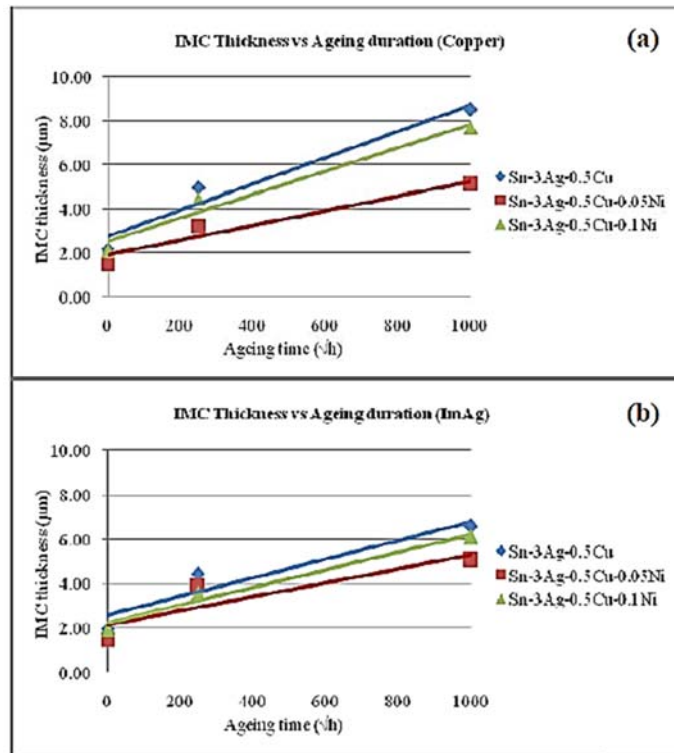 IMC Thickness vs Ageing duration (Copper)
(a)
10.00
8.00
6.00
4.00
2.00
0.00
IMC thickness (µm)
0 200 400 600 800 1000
Ageing time (√h)
Sn-3Ag-0.5Cu
Sn-3Ag-0.5Cu-0.05Ni
Sn-3Ag-0.5Cu-0.1Ni
IMC Thickness vs Ageing duration (ImAg)
(b)
10.00
8.00
6.00
4.00
2.00
0.00
IMC thickness (µm)
0 200 400 600 800 1000
Ageing time (√h)
Sn-3Ag-0.5Cu
Sn-3Ag-0.5Cu-0.05Ni
Sn-3Ag-0.5Cu-0.1Ni